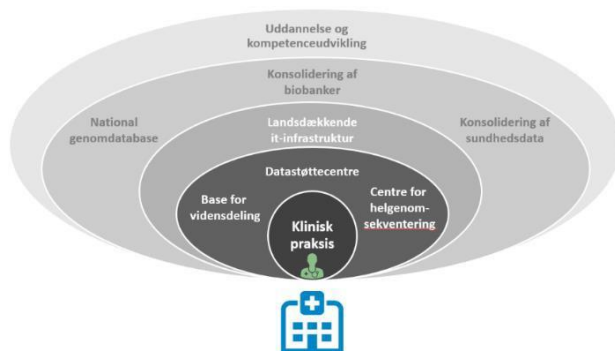 Uddannelse og
kompetenceudvikling
Konsolidering af
biobanker
National
genomdatabase
Landsdækkende
it-infrastruktur
Konsolidering af
sundhedsdata
Datastøttecentre
Base for
vidensdeling
Centre for
helgenom-
sekventering
Klinisk
praksis